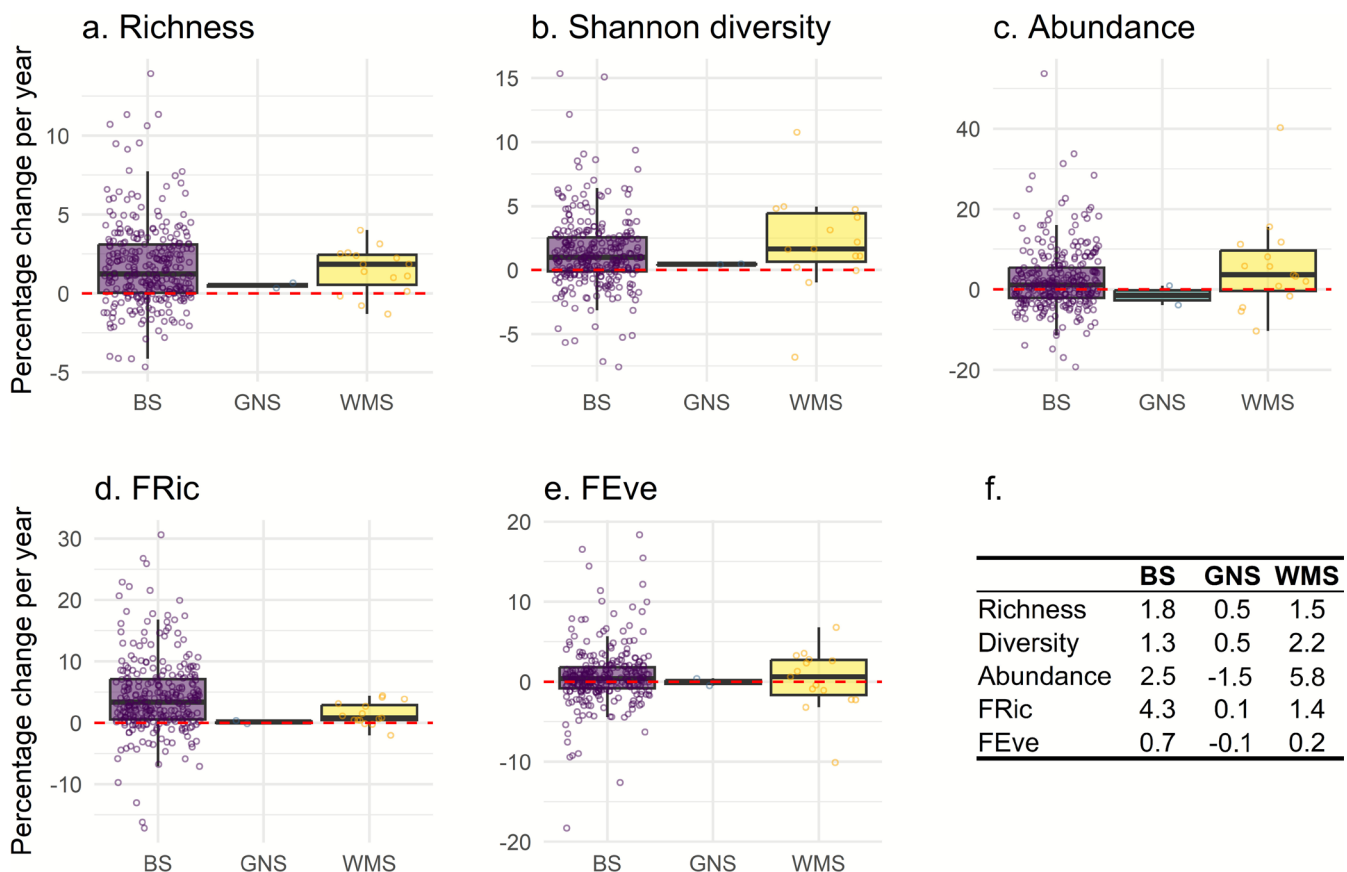 a. Richness
b. Shannon diversity
c. Abundance
Percentage change per year
10
5
0
-5
BS
GNS
WMS
15
10
5
0
-5
BS
GNS
WMS
40
20
0
-20
BS
GNS
WMS
d. FRic
e. FEve
f.
Percentage change per year
30
20
10
0
-10
BS
GNS
WMS
20
10
0
-10
-20
BS
GNS
WMS
BS GNS WMS
Richness 1.8 0.5 1.5
Diversity 1.3 0.5 2.2
Abundance 2.5 -1.5 5.8
FRic 4.3 0.1 1.4
FEve 0.7 -0.1 0.2